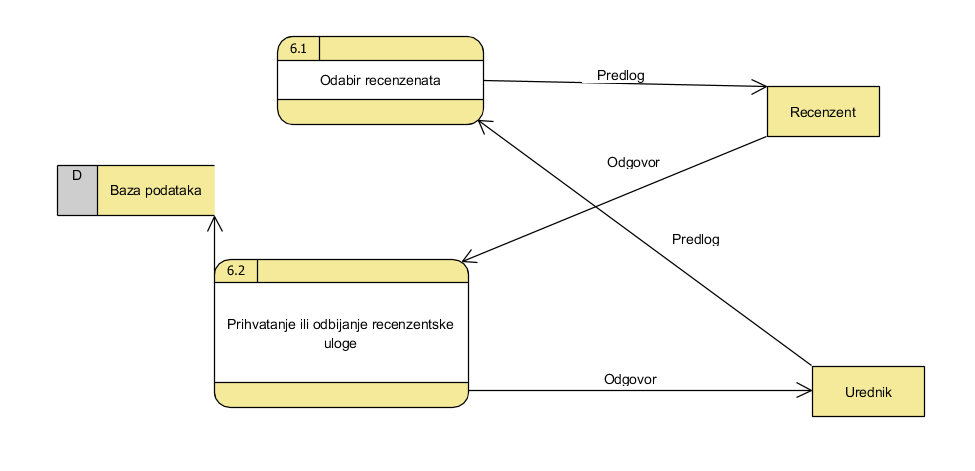 6.1
Odabir recenzenata
Predlog
Recenzent
Odgovor
D
Baza podataka
Predlog
6.2
Prihvatanje ili odbijanje recenzentske
uloge
Odgovor
Urednik